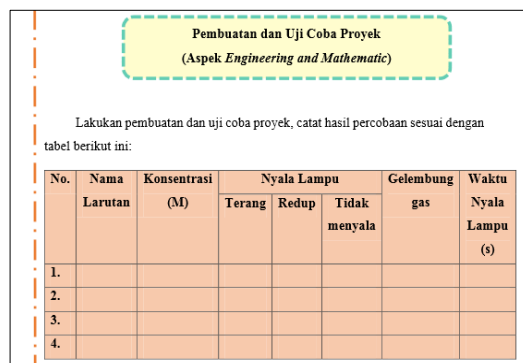 Pembuatan dan Uji Coba Proyek
(Aspek Engineering and Mathematic)
Lakukan pembuatan dan uji coba proyek, catat hasil percobaan sesuai dengan
tabel berikut ini:
No. Nama Larutan Konsentrasi (M) Nyala Lampu Gelembung gas Waktu Nyala Lampu (s)
Terang Redup Tidak menyala
1.
2.
3.
4.